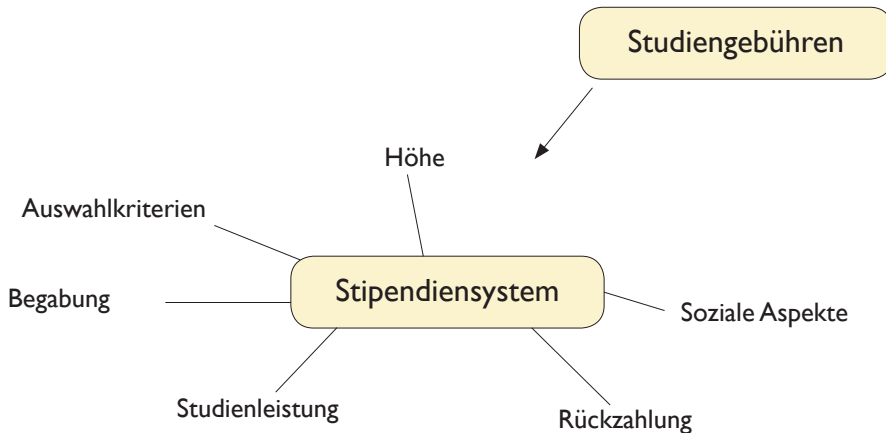 Studiengebühren
Höhe
Auswahlkriterien
Begabung
Stipendiensystem
Soziale Aspekte
Studienleistung
Rückzahlung